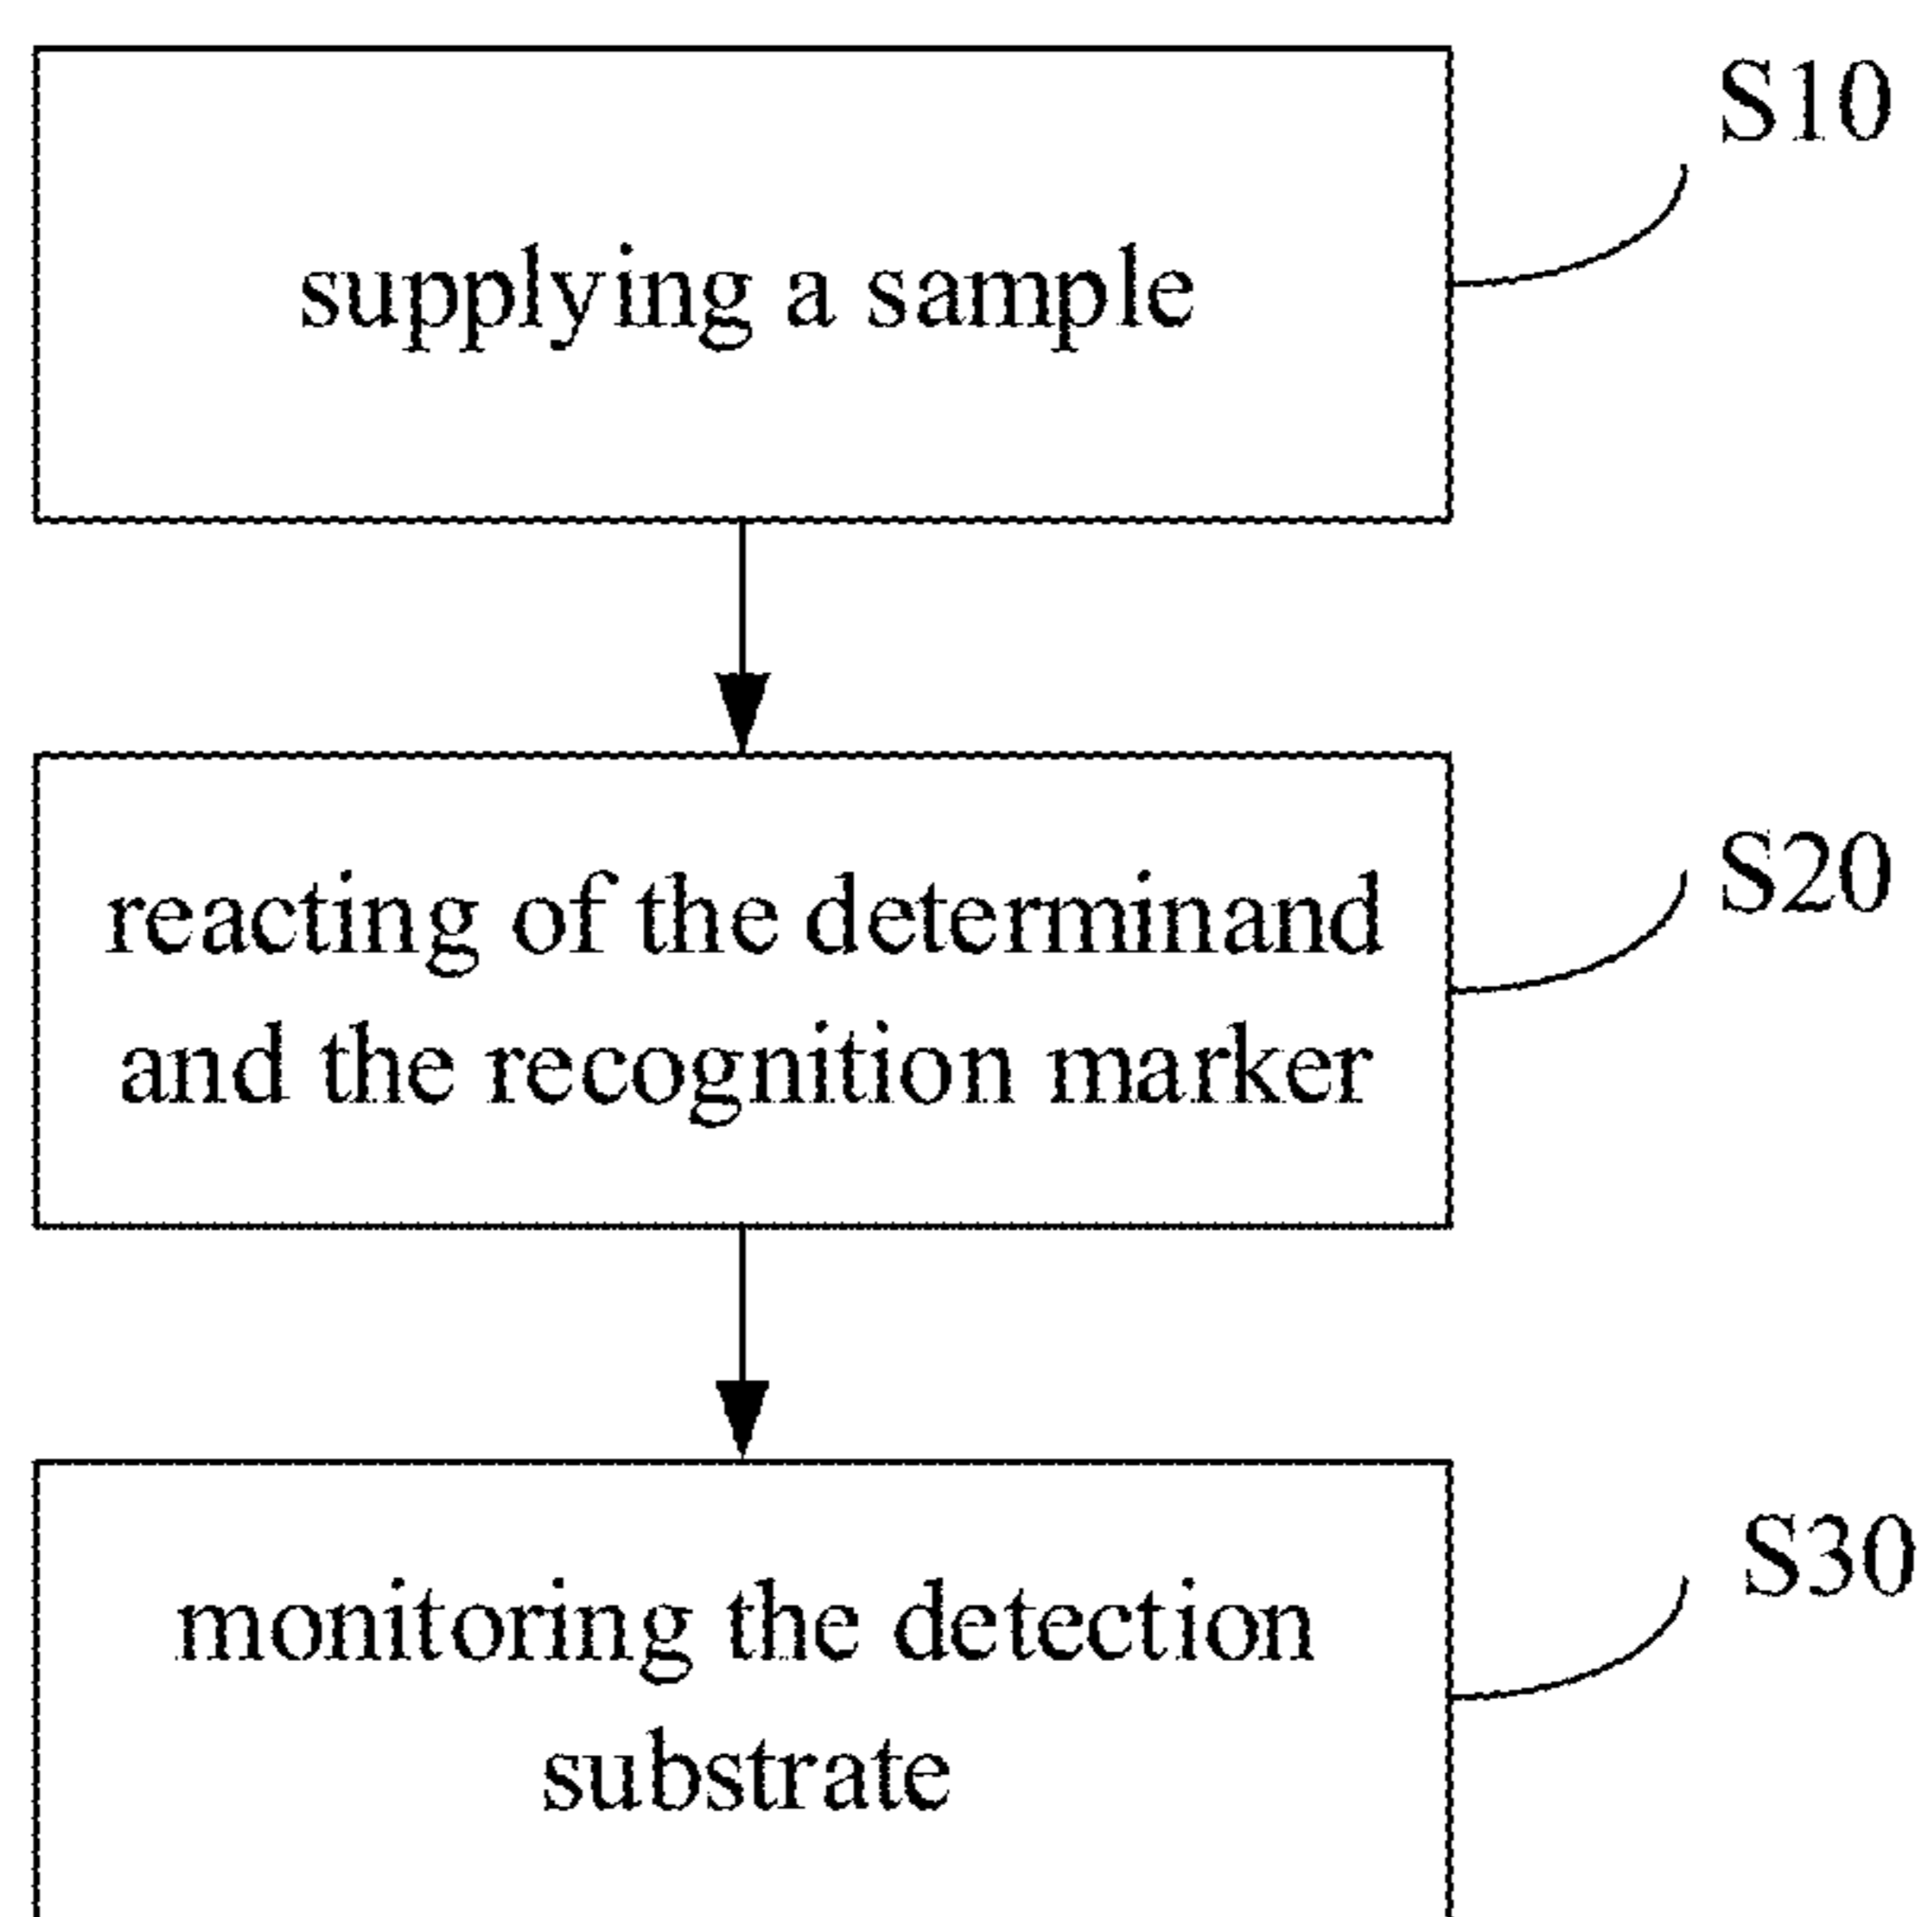 S10
supplying a sample
S20
reacting of the determinand
and the recognition marker
S30
monitoring the detection
substrate